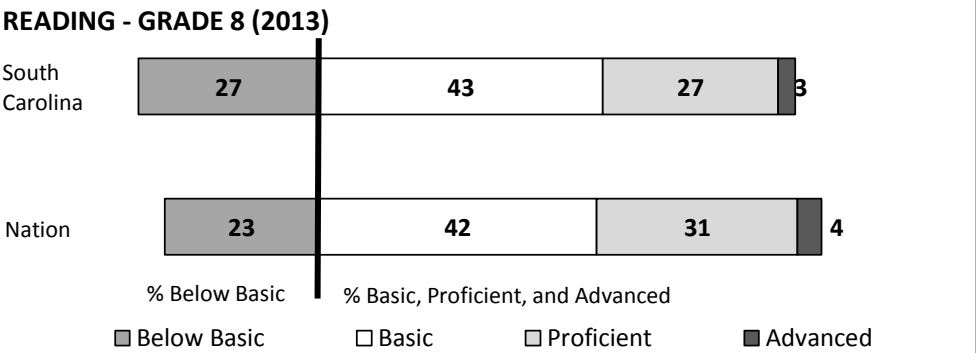 READING - GRADE 8 (2013)
South
Carolina
27 43 27 3
Nation
23 42 31 4
% Below Basic % Basic, Proficient, and Advanced
Below Basic Basic Proficient Advanced